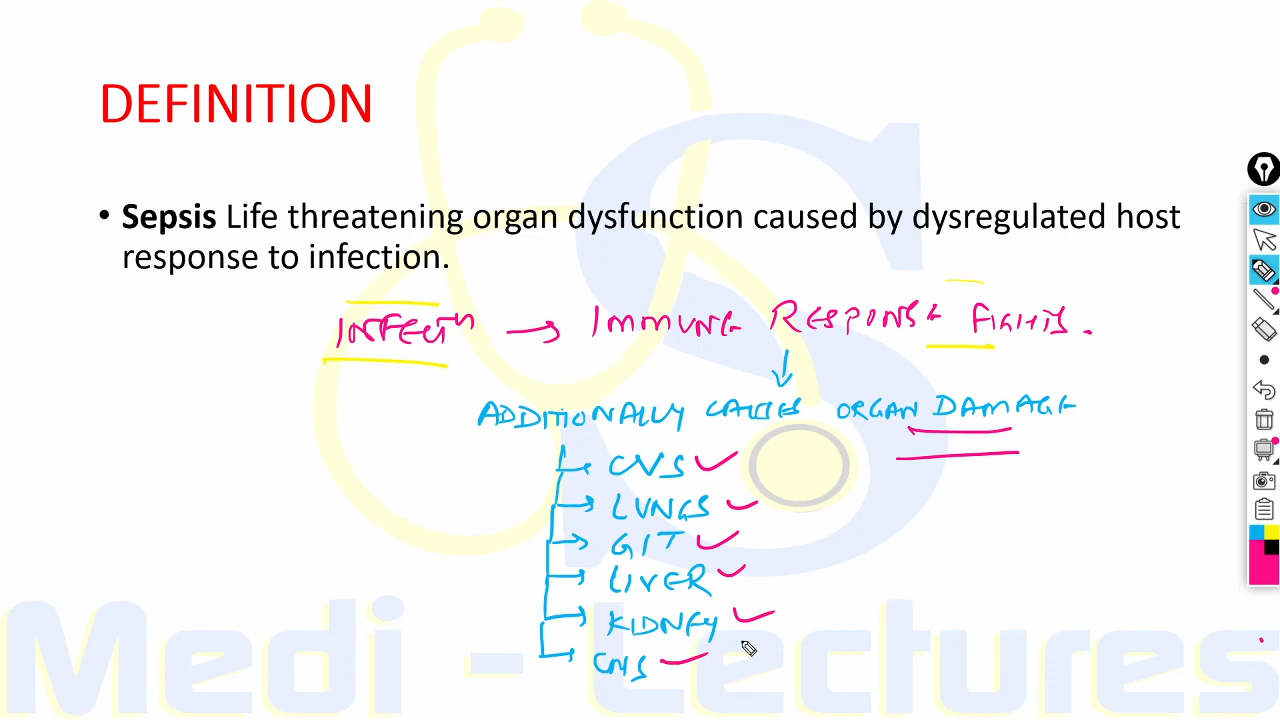 DEFINITION
• Sepsis Life threatening organ dysfunction caused by dysregulated host
response to infection.
INFECTn → IMMUNE RESPONSE FIGHTS.
ADDITIONALLY CAUSES ORGAN DAMAGE
CVS
LUNGS
GIT
LIVER
KIDNEY
CNS
Medi - Lectures